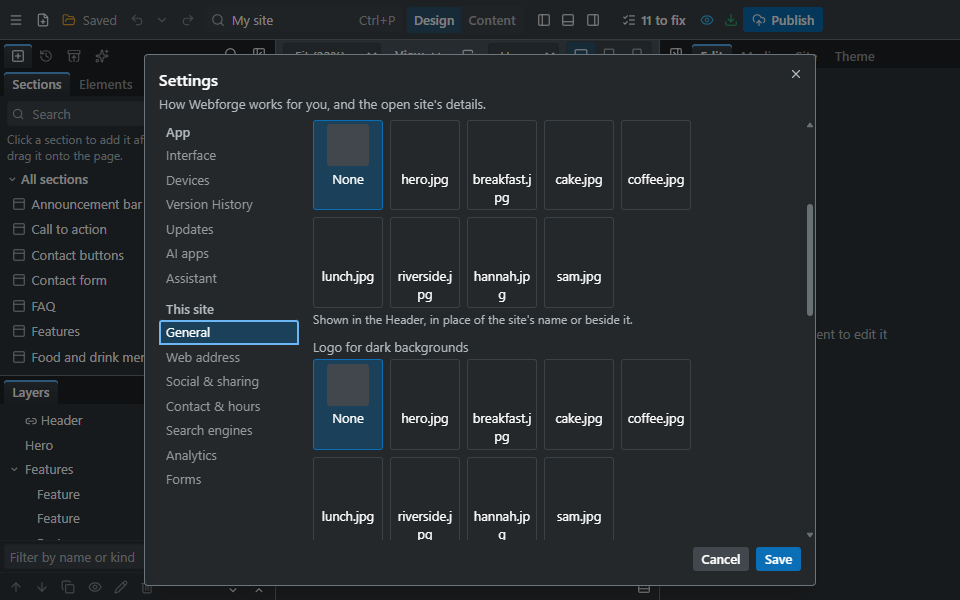 Saved
My site
Ctrl+P
Design
Content
11 to fix
Publish
Sections
Elements
Search
Click a section to add it af
drag it onto the page.
All sections
Announcement bar
Call to action
Contact buttons
Contact form
FAQ
Features
Food and drink mer
Layers
Header
Hero
Features
Feature
Feature
Filter by name or kind
Theme
ent to edit it
Settings
How Webforge works for you, and the open site's details.
App
Interface
Devices
Version History
Updates
AI apps
Assistant
This site
General
Web address
Social & sharing
Contact & hours
Search engines
Analytics
Forms
None
hero.jpg
breakfast.j
pg
cake.jpg
coffee.jpg
lunch.jpg
riverside.j
pg
hannah.jp
g
sam.jpg
Shown in the Header, in place of the site's name or beside it.
Logo for dark backgrounds
None
hero.jpg
breakfast.j
pg
cake.jpg
coffee.jpg
lunch.jpg
riverside.j
pg
hannah.jp
g
sam.jpg
Cancel
Save